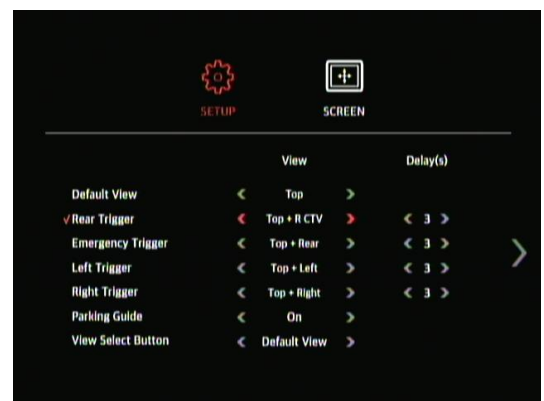 SETUP SCREEN
View Delay(s)
Default View < Top >
√ Rear Trigger < Top + R CTV > < 3 >
Emergency Trigger < Top + Rear > < 3 >
Left Trigger < Top + Left > < 3 >
Right Trigger < Top + Right > < 3 >
Parking Guide < On >
View Select Button < Default View >